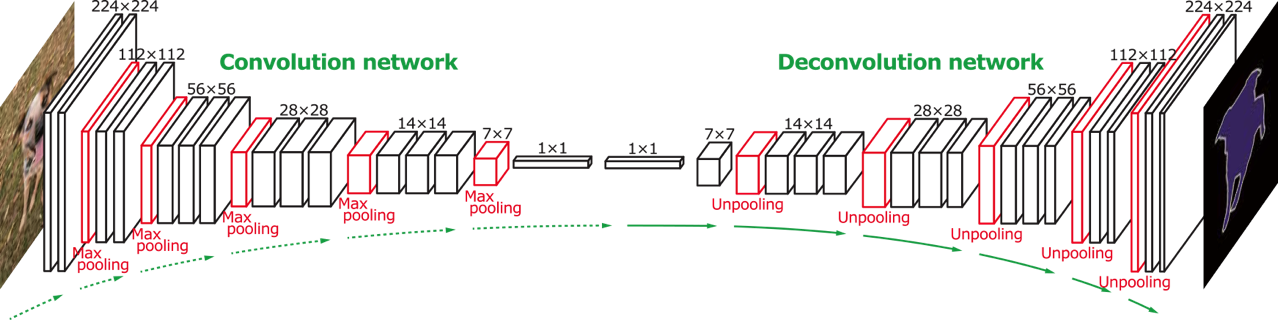 224×224
112×112
56×56
28×28
14×14
7×7
1×1
1×1
7×7
14×14
28×28
56×56
112×112
224×224
Convolution network
Deconvolution network
Max
pooling
Max
pooling
Max
pooling
Max
pooling
Max
pooling
Unpooling
Unpooling
Unpooling
Unpooling
Unpooling